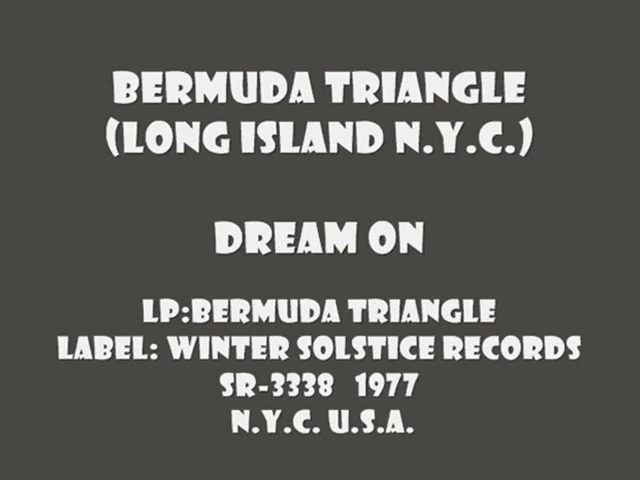 BERMUDA TRIANGLE
(LONG ISLAND N.Y.C.)
DREAM ON
LP:BERMUDA TRIANGLE
LABEL: WINTER SOLSTICE RECORDS
SR-3338 1977
N.Y.C. U.S.A.